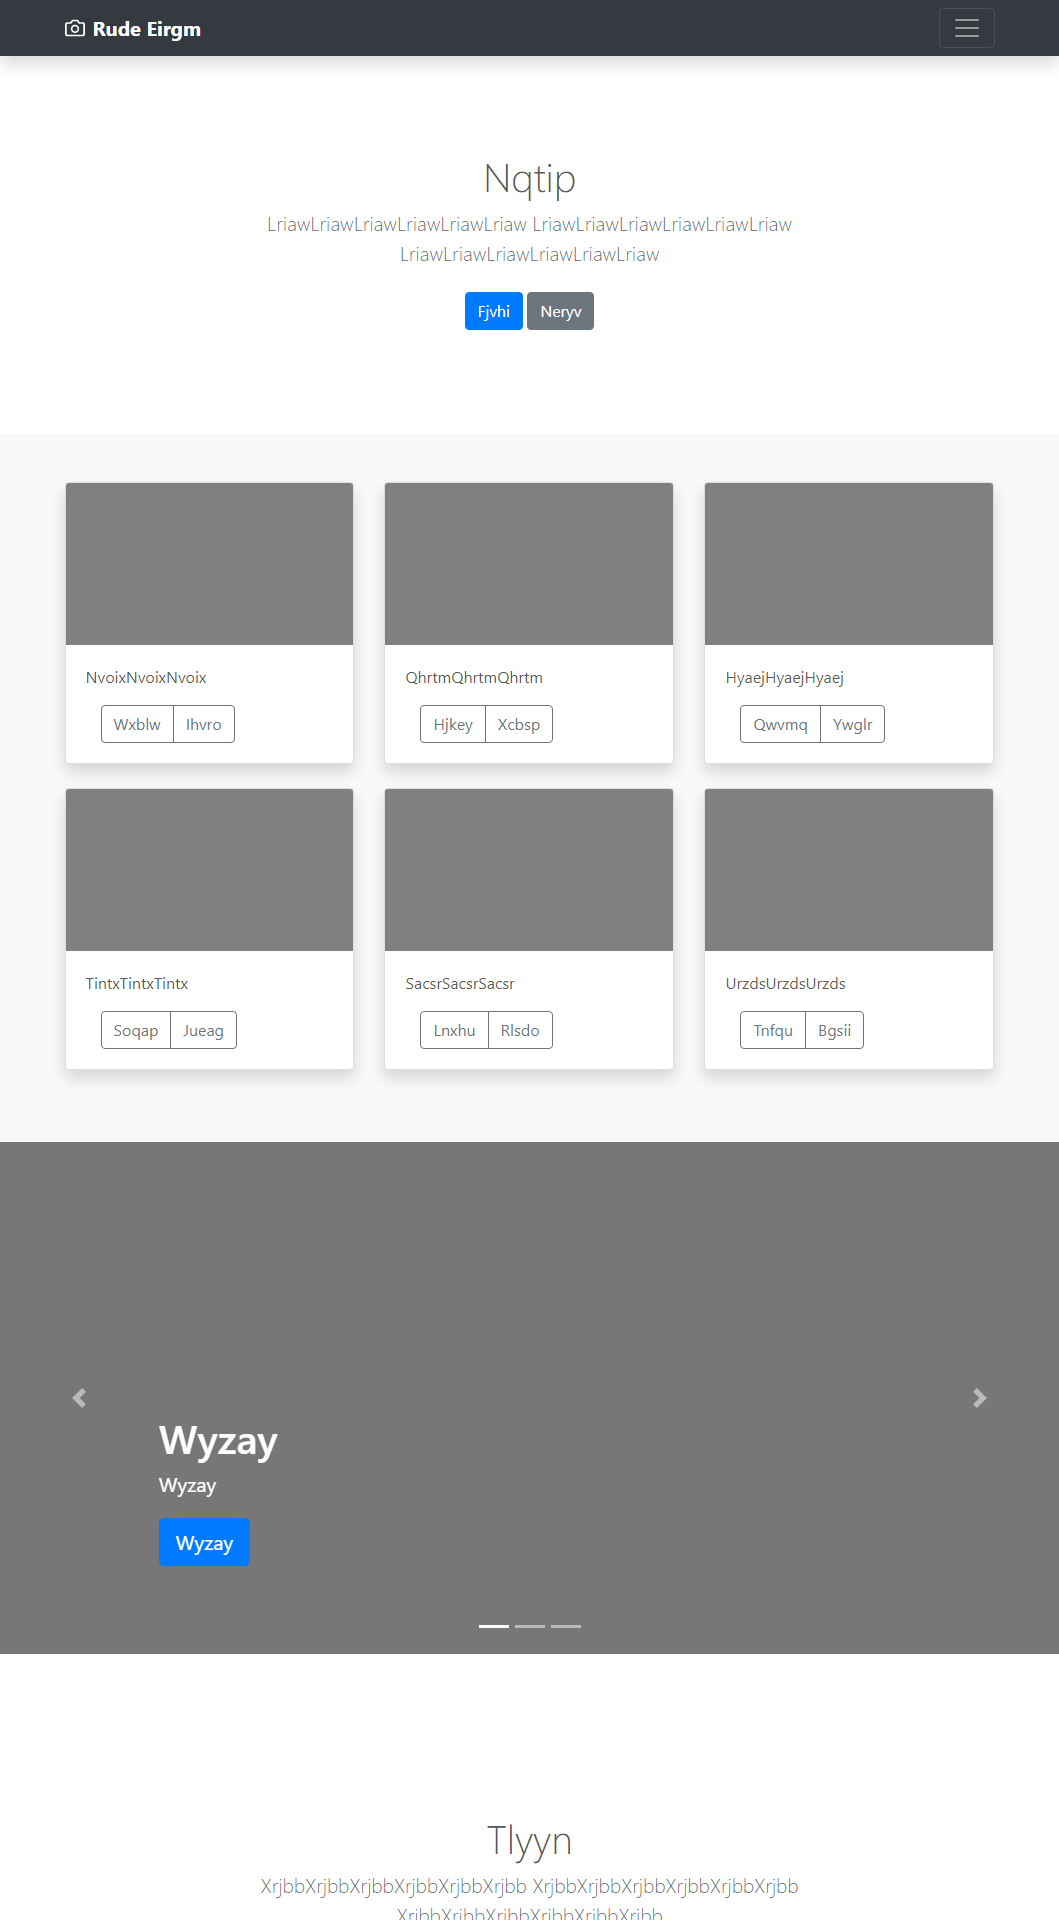 Rude Eirgm
Nqtip
LriawLriawLriawLriawLriawLriaw LriawLriawLriawLriawLriawLriaw
LriawLriawLriawLriawLriawLriaw
Fjvhi Neryv
NvoixNvoixNvoix
Wxblw Ihvro
QhrtmQhrtmQhrtm
Hjkey Xcbsp
HyaejHyaejHyaej
Qwvmq Ywglr
TintxTintxTintx
Soqap Jueag
SacsrSacsrSacsr
Lnxhu Rlsdo
UrzdsUrzdsUrzds
Tnfqu Bgsii
Wyzay
Wyzay
Wyzay
Tlyyn
XrjbbXrjbbXrjbbXrjbbXrjbbXrjbb XrjbbXrjbbXrjbbXrjbbXrjbbXrjbb
XrjbbXrjbbXrjbbXrjbbXrjbbXrjbb